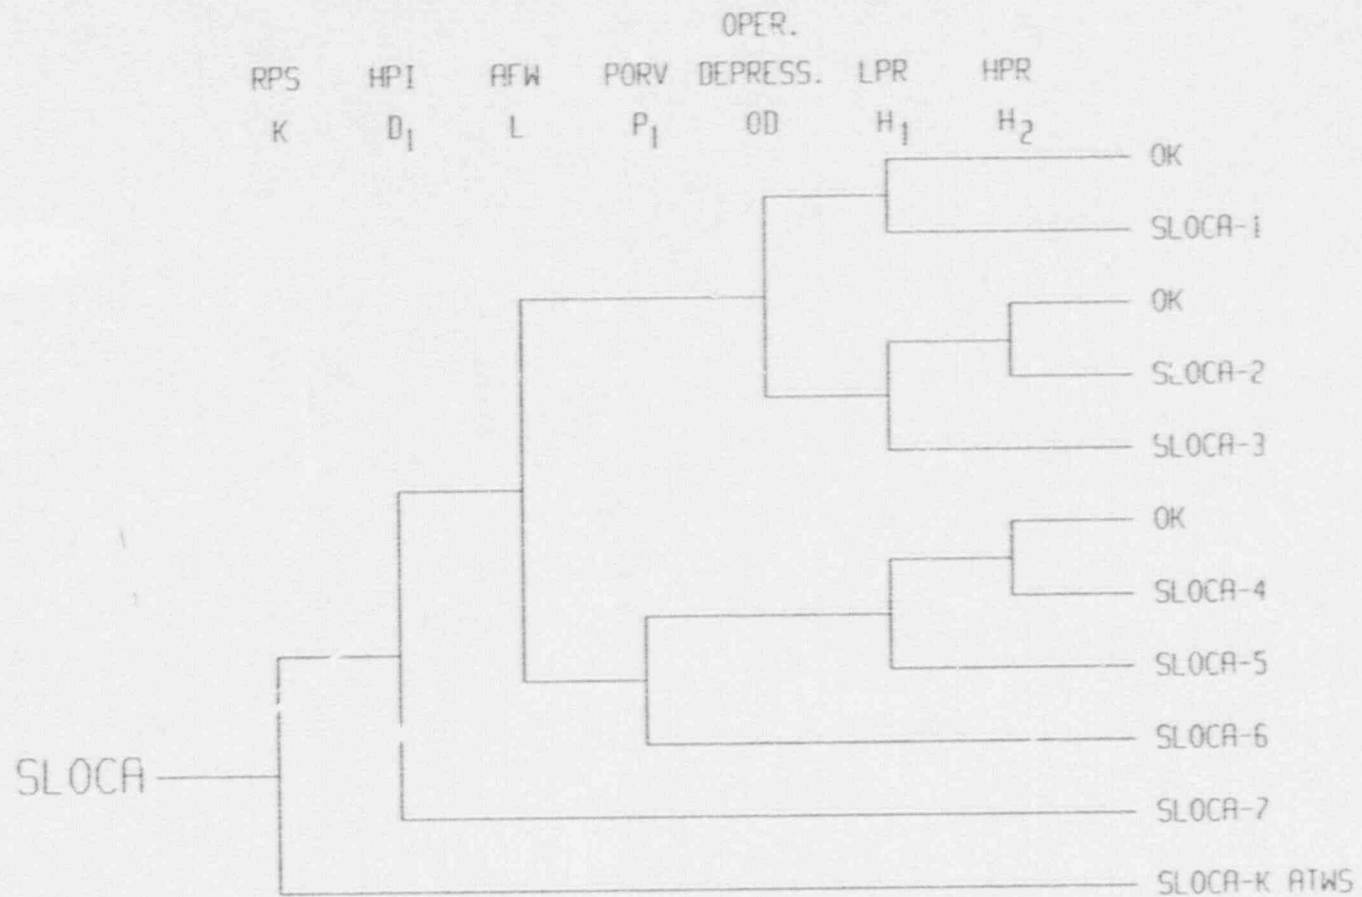 OPER.
RPS HPI AFW PORV DEPRESS. LPR HPR
K D₁ L P₁ OD H₁ H₂
OK
SLOCA-1
OK
SLOCA-2
SLOCA-3
OK
SLOCA-4
SLOCA-5
SLOCA-6
SLOCA
SLOCA-7
SLOCA-K ATWS